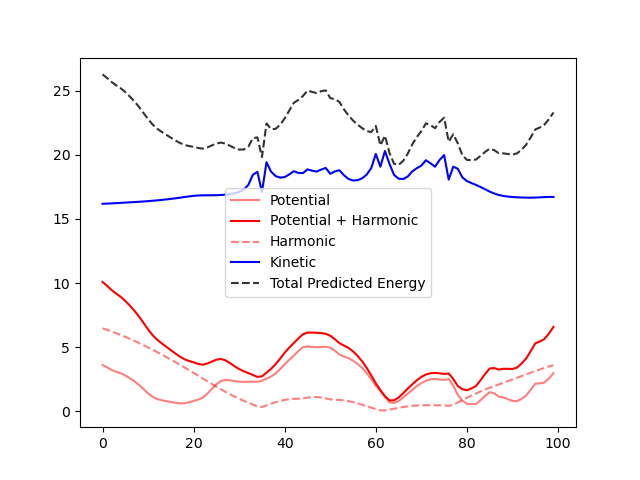 25
20
15
10
5
0
Potential
Potential + Harmonic
Harmonic
Kinetic
Total Predicted Energy
0 20 40 60 80 100